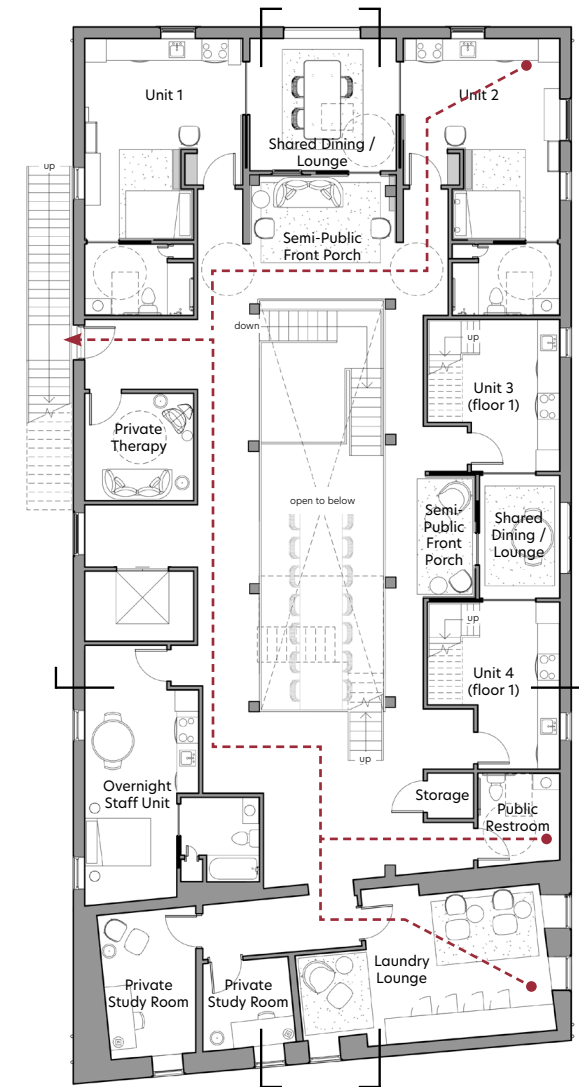 Unit 1
Unit 2
Shared Dining /
Lounge
up
Semi-Public
Front Porch
down
up
Unit 3
(floor 1)
Private
Therapy
open to below
Semi-
Public
Front
Porch
Shared
Dining /
Lounge
up
Unit 4
(floor 1)
up
Overnight
Staff Unit
Storage
Public
Restroom
Private
Study Room
Private
Study Room
Laundry
Lounge